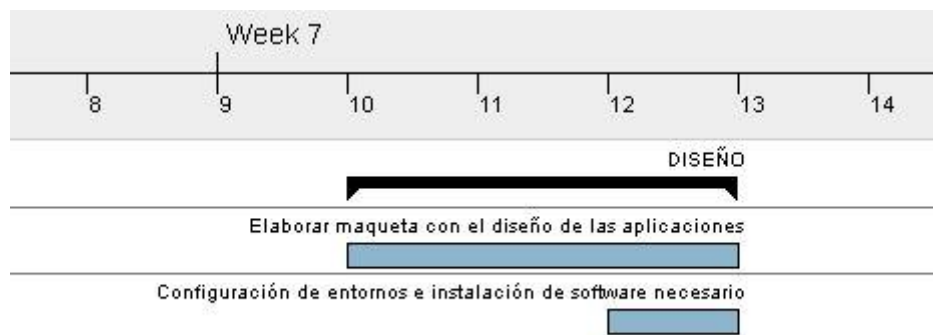 Week 7
8 9 10 11 12 13 14
DISEÑO
Elaborar maqueta con el diseño de las aplicaciones
Configuración de entornos e instalación de software necesario